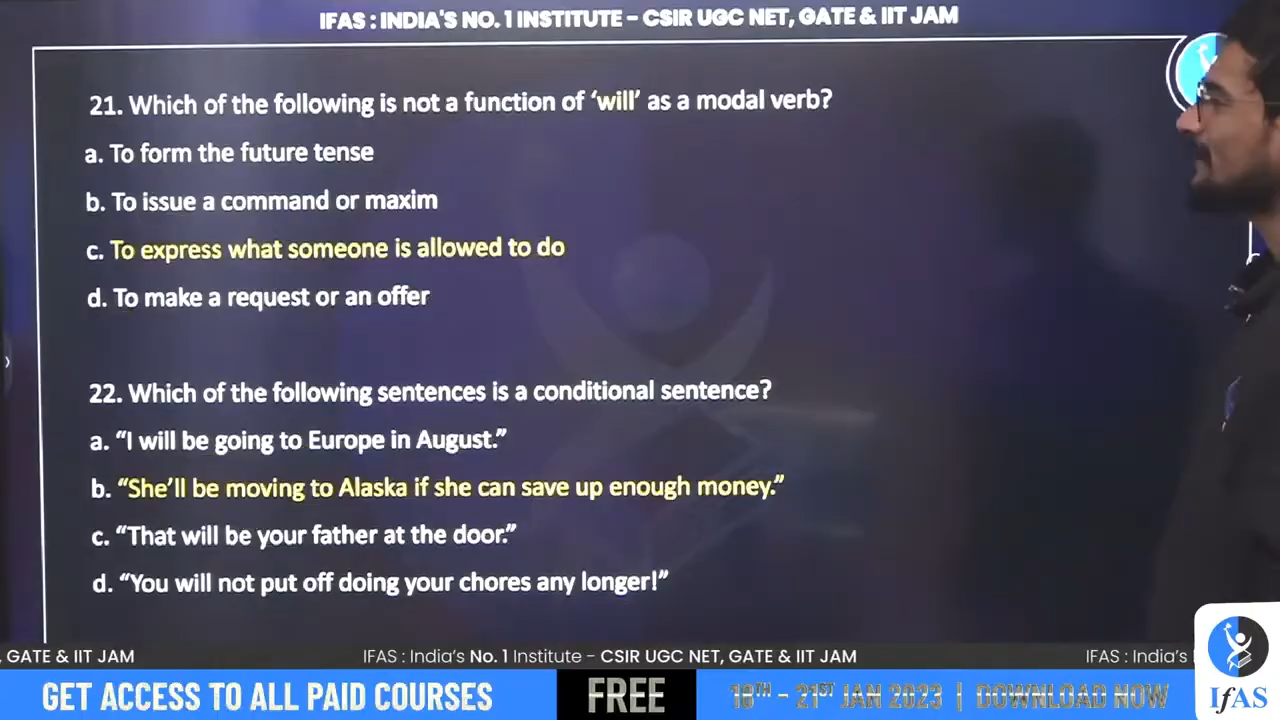 IFAS : INDIA'S NO. 1 INSTITUTE - CSIR UGC NET, GATE & IIT JAM
21. Which of the following is not a function of ‘will’ as a modal verb?
a. To form the future tense
b. To issue a command or maxim
c. To express what someone is allowed to do
d. To make a request or an offer
22. Which of the following sentences is a conditional sentence?
a. “I will be going to Europe in August.”
b. “She’ll be moving to Alaska if she can save up enough money.”
c. “That will be your father at the door.”
d. “You will not put off doing your chores any longer!”
, GATE & IIT JAM IFAS : India’s No. 1 Institute - CSIR UGC NET, GATE & IIT JAM IFAS : India’s
GET ACCESS TO ALL PAID COURSES FREE 18TH - 21ST JAN 2023 | DOWNLOAD NOW
IfAS